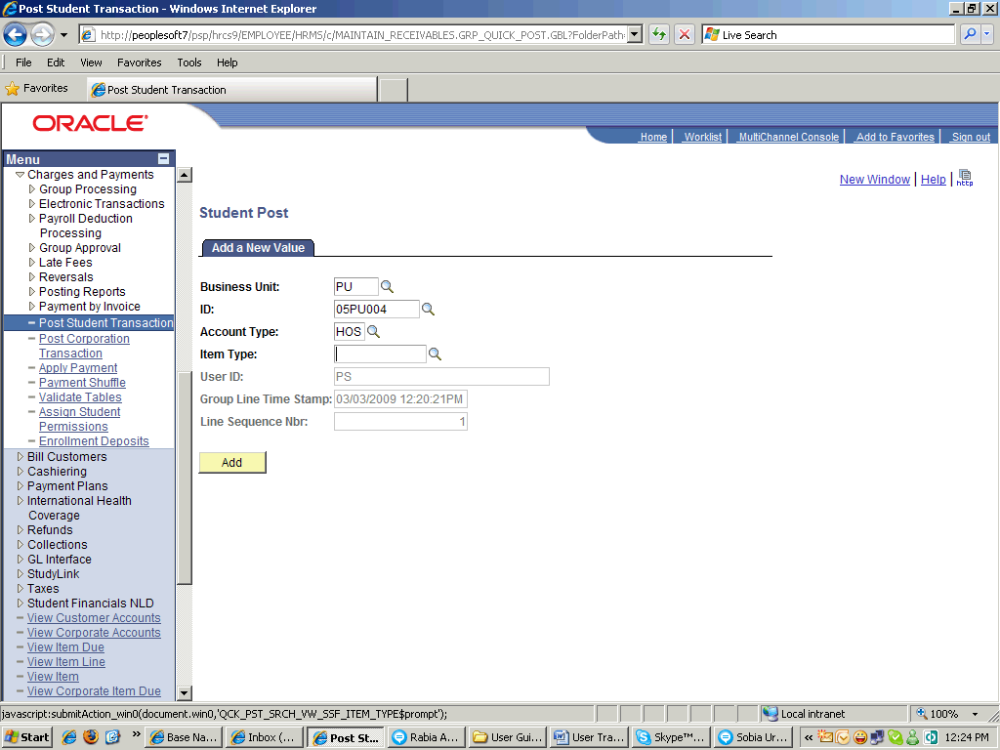 Post Student Transaction - Windows Internet Explorer
http://peoplesoft7/psp/hrcs9/EMPLOYEE/HRMS/c/MAINTAIN_RECEIVABLES.GRP_QUICK_POST.GBL?FolderPath=
Live Search
File Edit View Favorites Tools Help
Favorites
Post Student Transaction
ORACLE
Home Worklist MultiChannel Console Add to Favorites Sign out
Menu
Charges and Payments
Group Processing
Electronic Transactions
Payroll Deduction
Processing
Group Approval
Late Fees
Reversals
Posting Reports
Payment by Invoice
Post Student Transaction
Post Corporation
Transaction
Apply Payment
Payment Shuffle
Validate Tables
Assign Student
Permissions
Enrollment Deposits
Bill Customers
Cashiering
Payment Plans
International Health
Coverage
Refunds
Collections
GL Interface
StudyLink
Taxes
Student Financials NLD
View Customer Accounts
View Corporate Accounts
View Item Due
View Item Line
View Item
View Corporate Item Due
New Window | Help | http
Student Post
Add a New Value
Business Unit: PU
ID: 05PU004
Account Type: HOS
Item Type:
User ID: PS
Group Line Time Stamp: 03/03/2009 12:20:21PM
Line Sequence Nbr: 1
Add
javascript:submitAction_win0(document.win0,'QCK_PST_SRCH_VW_SSF_ITEM_TYPE$prompt');
Local intranet
100%
Start
Base Na...
Inbox (...
Post St...
Rabia A...
User Gui...
User Tra...
Skype™...
Sobia Ur...
12:24 PM